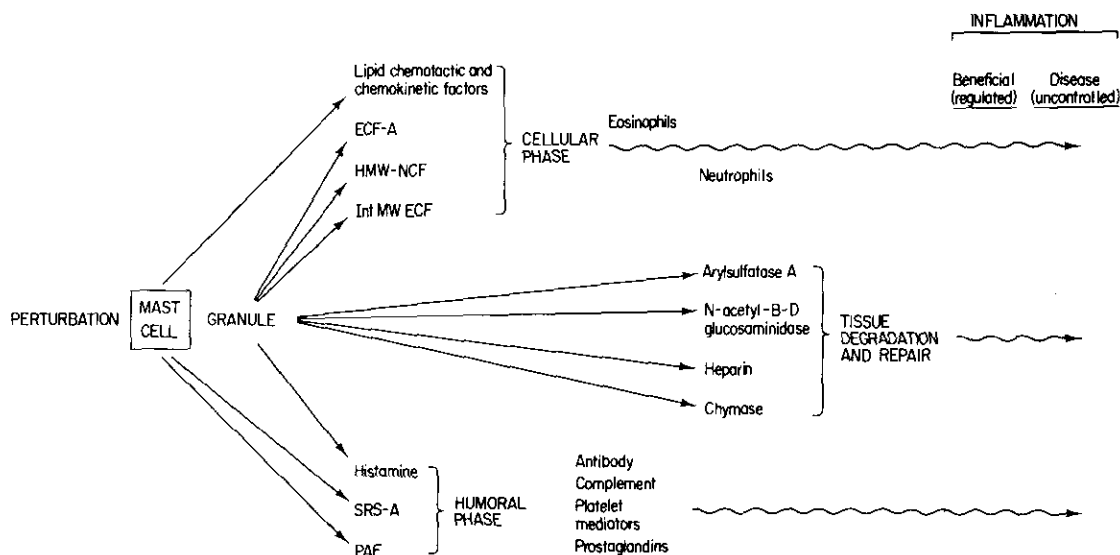 INFLAMMATION
Beneficial Disease
(regulated) (uncontrolled)
Lipid chemotactic and
chemokinetic factors
ECF-A
HMW-NCF
Int MW ECF
CELLULAR
PHASE
Eosinophils
Neutrophils
PERTURBATION
MAST
CELL
GRANULE
Arylsulfatase A
N-acetyl-B-D
glucosaminidase
Heparin
Chymase
TISSUE
DEGRADATION
AND REPAIR
Histamine
SRS-A
PAF
HUMORAL
PHASE
Antibody
Complement
Platelet
mediators
Prostaglandins